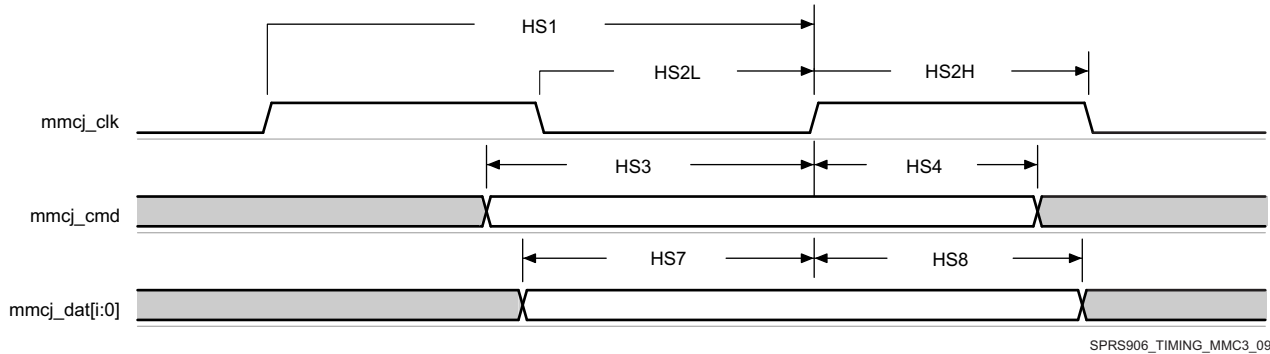 HS1
HS2L HS2H
mmcj_clk
HS3 HS4
mmcj_cmd
HS7 HS8
mmcj_dat[i:0]
SPRS906_TIMING_MMC3_09